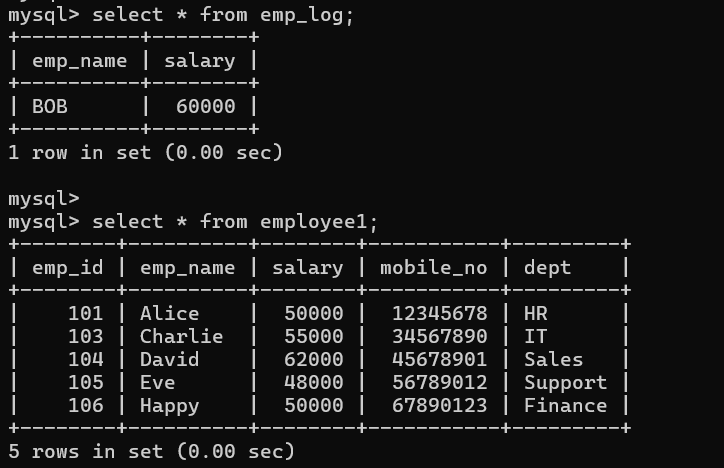 mysql> select * from emp_log;
+----------+--------+
| emp_name | salary |
+----------+--------+
| BOB      |  60000 |
+----------+--------+
1 row in set (0.00 sec)

mysql>
mysql> select * from employee1;
+--------+----------+--------+-----------+---------+
| emp_id | emp_name | salary | mobile_no | dept    |
+--------+----------+--------+-----------+---------+
|    101 | Alice    |  50000 |  12345678 | HR      |
|    103 | Charlie  |  55000 |  34567890 | IT      |
|    104 | David    |  62000 |  45678901 | Sales   |
|    105 | Eve      |  48000 |  56789012 | Support |
|    106 | Happy    |  50000 |  67890123 | Finance |
+--------+----------+--------+-----------+---------+
5 rows in set (0.00 sec)